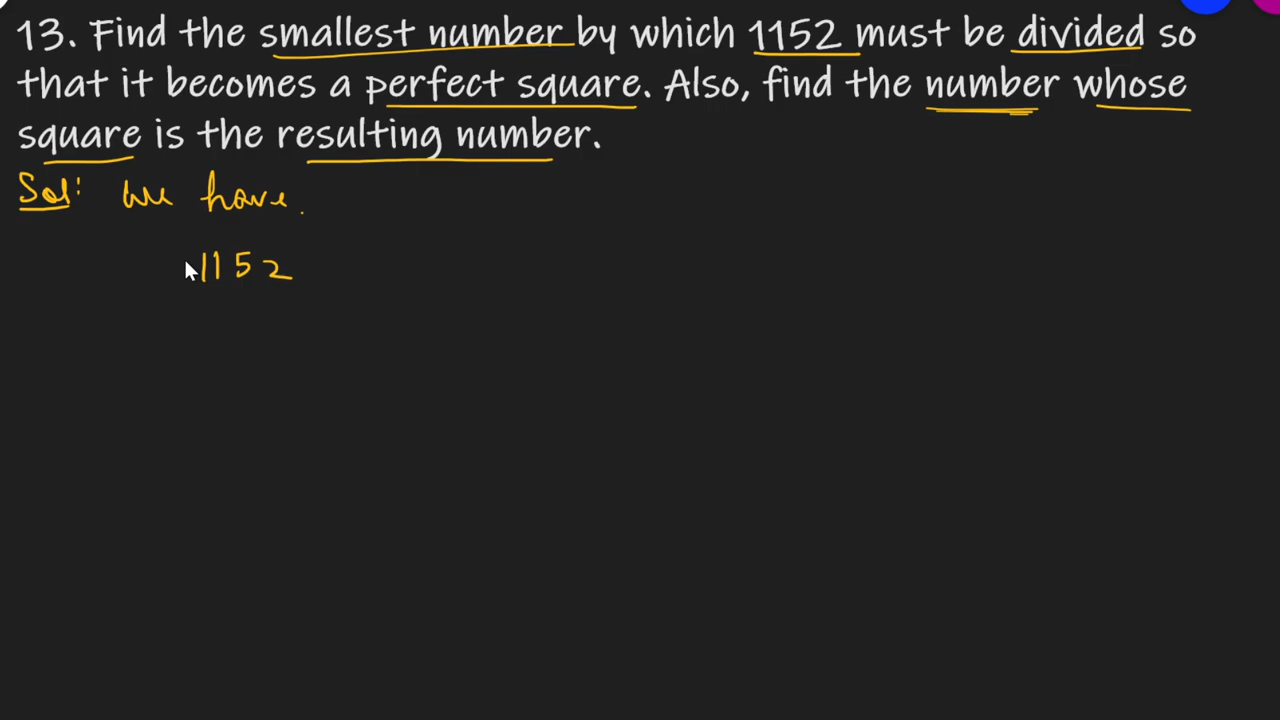 13. Find the smallest number by which 1152 must be divided so
that it becomes a perfect square. Also, find the number whose
square is the resulting number.
Sol: We have.
1152